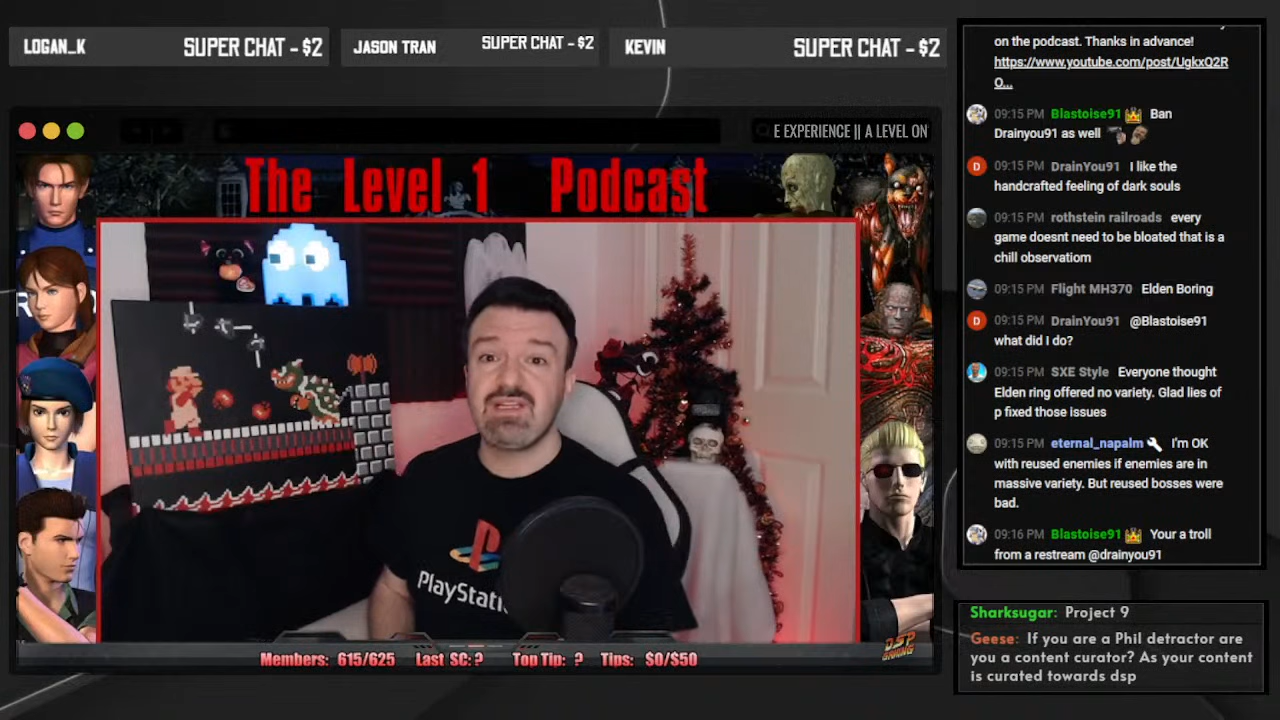 LOGAN_K
SUPER CHAT - $2
JASON TRAN
SUPER CHAT - $2
KEVIN
SUPER CHAT - $2
E EXPERIENCE || A LEVEL ON
The Level 1 Podcast
PlayStati
Members: 615/625 Last SC: ? Top Tip: ? Tips: $0/$50
DSP
GAMING
on the podcast. Thanks in advance!
https://www.youtube.com/post/UgkxQ2R
O...
09:15 PM Blastoise91 Ban
Drainyou91 as well
D 09:15 PM DrainYou91 I like the
handcrafted feeling of dark souls
09:15 PM rothstein railroads every
game doesnt need to be bloated that is a
chill observatiom
09:15 PM Flight MH370 Elden Boring
D 09:15 PM DrainYou91 @Blastoise91
what did I do?
09:15 PM SXE Style Everyone thought
Elden ring offered no variety. Glad lies of
p fixed those issues
09:15 PM eternal_napalm I'm OK
with reused enemies if enemies are in
massive variety. But reused bosses were
bad.
09:16 PM Blastoise91 Your a troll
from a restream @drainyou91
Sharksugar: Project 9
Geese: If you are a Phil detractor are
you a content curator? As your content
is curated towards dsp